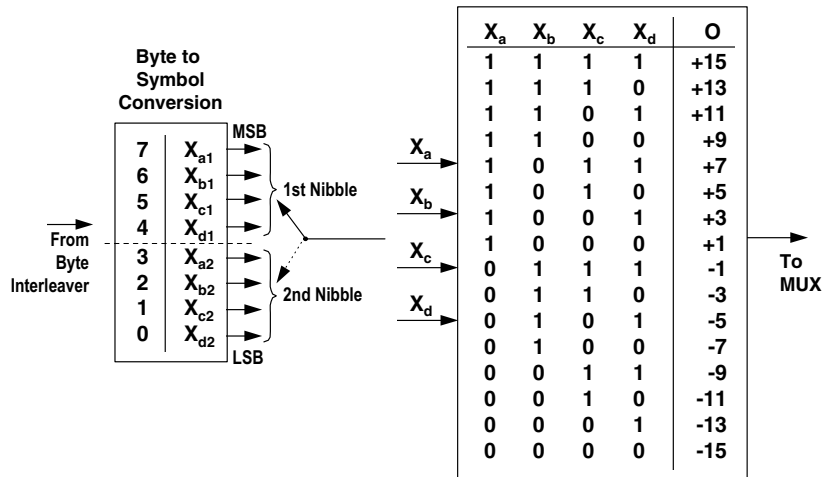 Byte to
Symbol
Conversion
MSB
7 Xa1
6 Xb1
5 Xc1
4 Xd1
3 Xa2
2 Xb2
1 Xc2
0 Xd2
LSB
1st Nibble
2nd Nibble
From
Byte
Interleaver
Xa
Xb
Xc
Xd
Xa Xb Xc Xd O
1 1 1 1 +15
1 1 1 0 +13
1 1 0 1 +11
1 1 0 0 +9
1 0 1 1 +7
1 0 1 0 +5
1 0 0 1 +3
1 0 0 0 +1
0 1 1 1 -1
0 1 1 0 -3
0 1 0 1 -5
0 1 0 0 -7
0 0 1 1 -9
0 0 1 0 -11
0 0 0 1 -13
0 0 0 0 -15
To
MUX